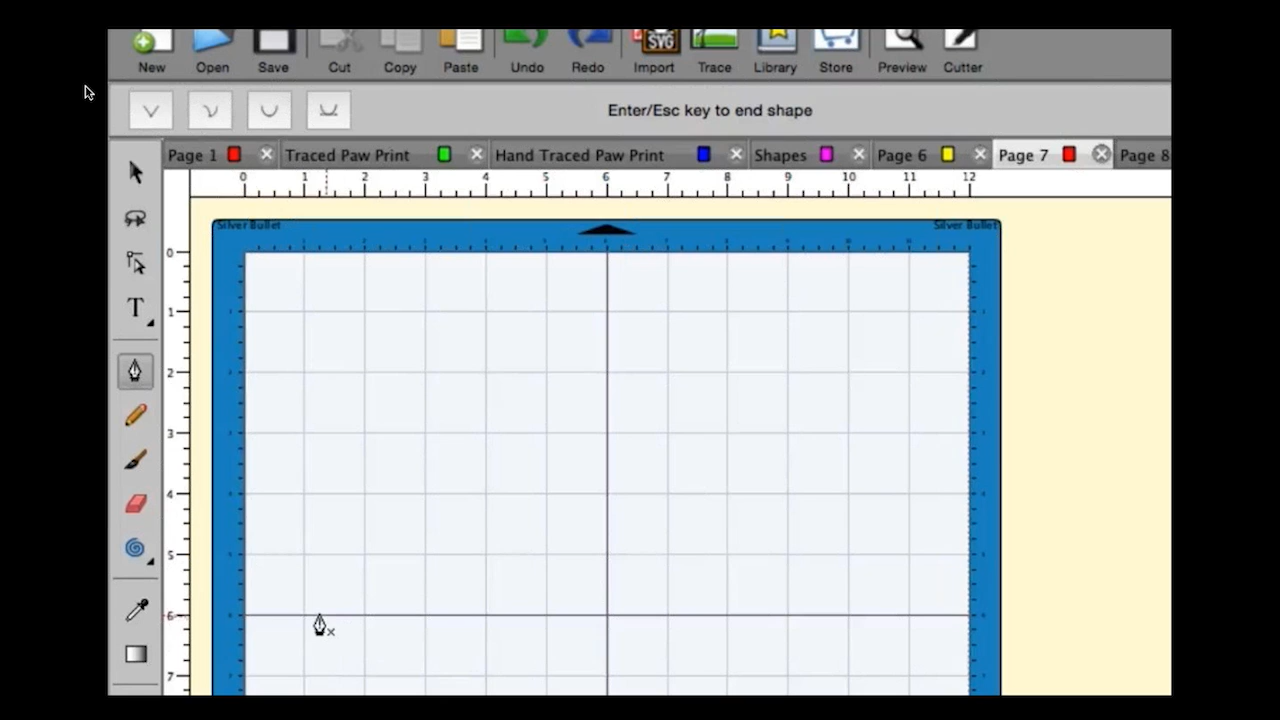 New Open Save Cut Copy Paste Undo Redo Import Trace Library Store Preview Cutter
SVG
Enter/Esc key to end shape
Page 1 Traced Paw Print Hand Traced Paw Print Shapes Page 6 Page 7 Page 8
0 1 2 3 4 5 6 7 8 9 10 11 12
Silver Bullet Silver Bullet
T
0
1
2
3
4
5
6
7